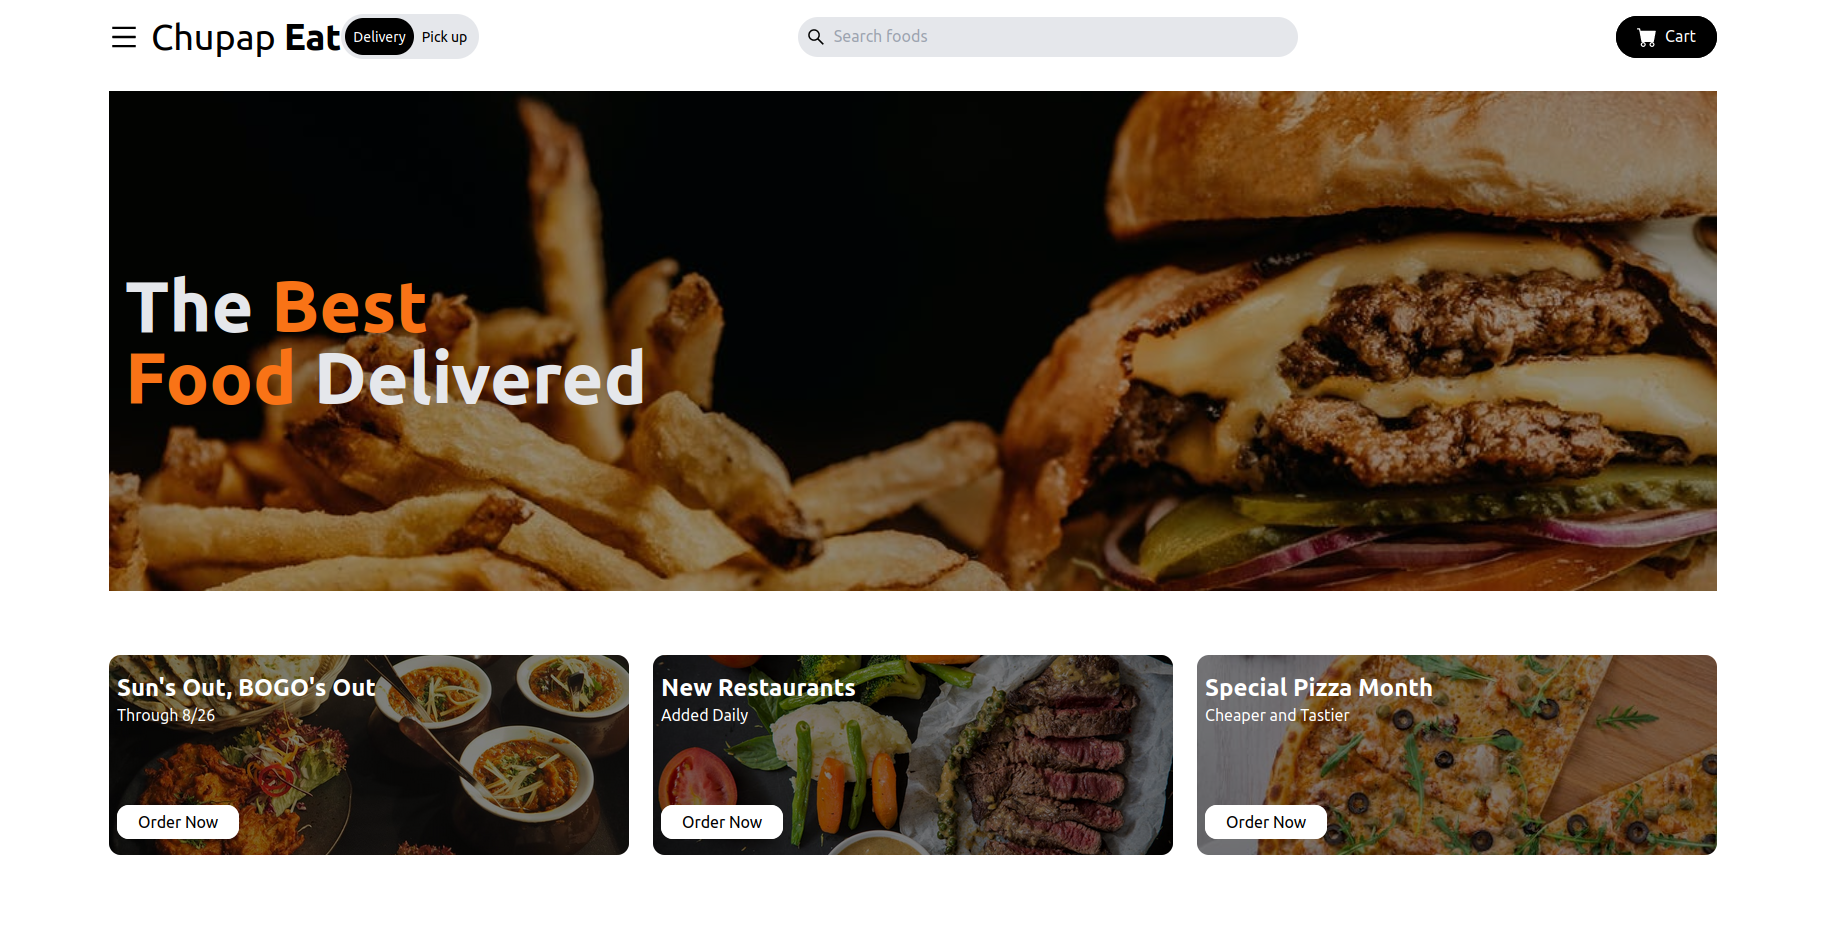 Chupap Eat
Delivery
Pick up
Search foods
Cart
The Best
Food Delivered
Sun's Out, BOGO's Out
Through 8/26
Order Now
New Restaurants
Added Daily
Order Now
Special Pizza Month
Cheaper and Tastier
Order Now